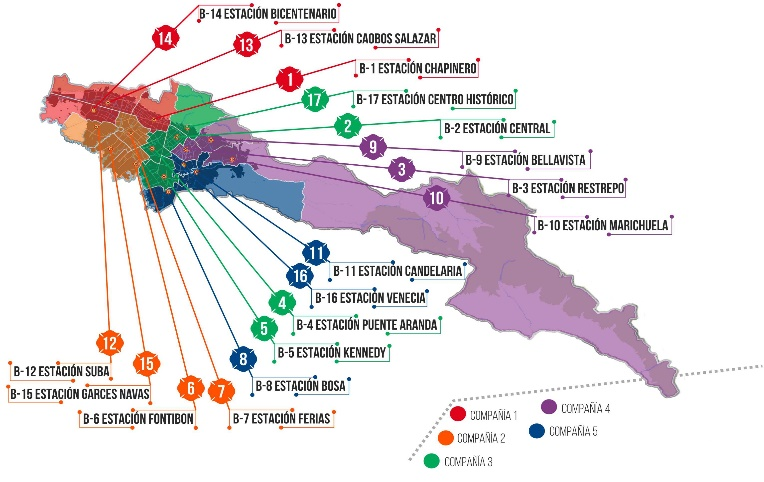 B-14 ESTACIÓN BICENTENARIO
14
B-13 ESTACIÓN CAOBOS SALAZAR
13
B-1 ESTACIÓN CHAPINERO
1
B-17 ESTACIÓN CENTRO HISTÓRICO
17
B-2 ESTACIÓN CENTRAL
2
B-9 ESTACIÓN BELLAVISTA
9
B-3 ESTACIÓN RESTREPO
3
B-10 ESTACIÓN MARICHUELA
10
11
B-11 ESTACIÓN CANDELARIA
16
B-16 ESTACIÓN VENECIA
4
B-4 ESTACIÓN PUENTE ARANDA
5
B-5 ESTACIÓN KENNEDY
8
B-8 ESTACIÓN BOSA
12
B-12 ESTACIÓN SUBA
15
B-15 ESTACIÓN GARCES NAVAS
6
B-6 ESTACIÓN FONTIBON
7
B-7 ESTACIÓN FERIAS
COMPAÑÍA 1
COMPAÑÍA 2
COMPAÑÍA 3
COMPAÑÍA 4
COMPAÑÍA 5